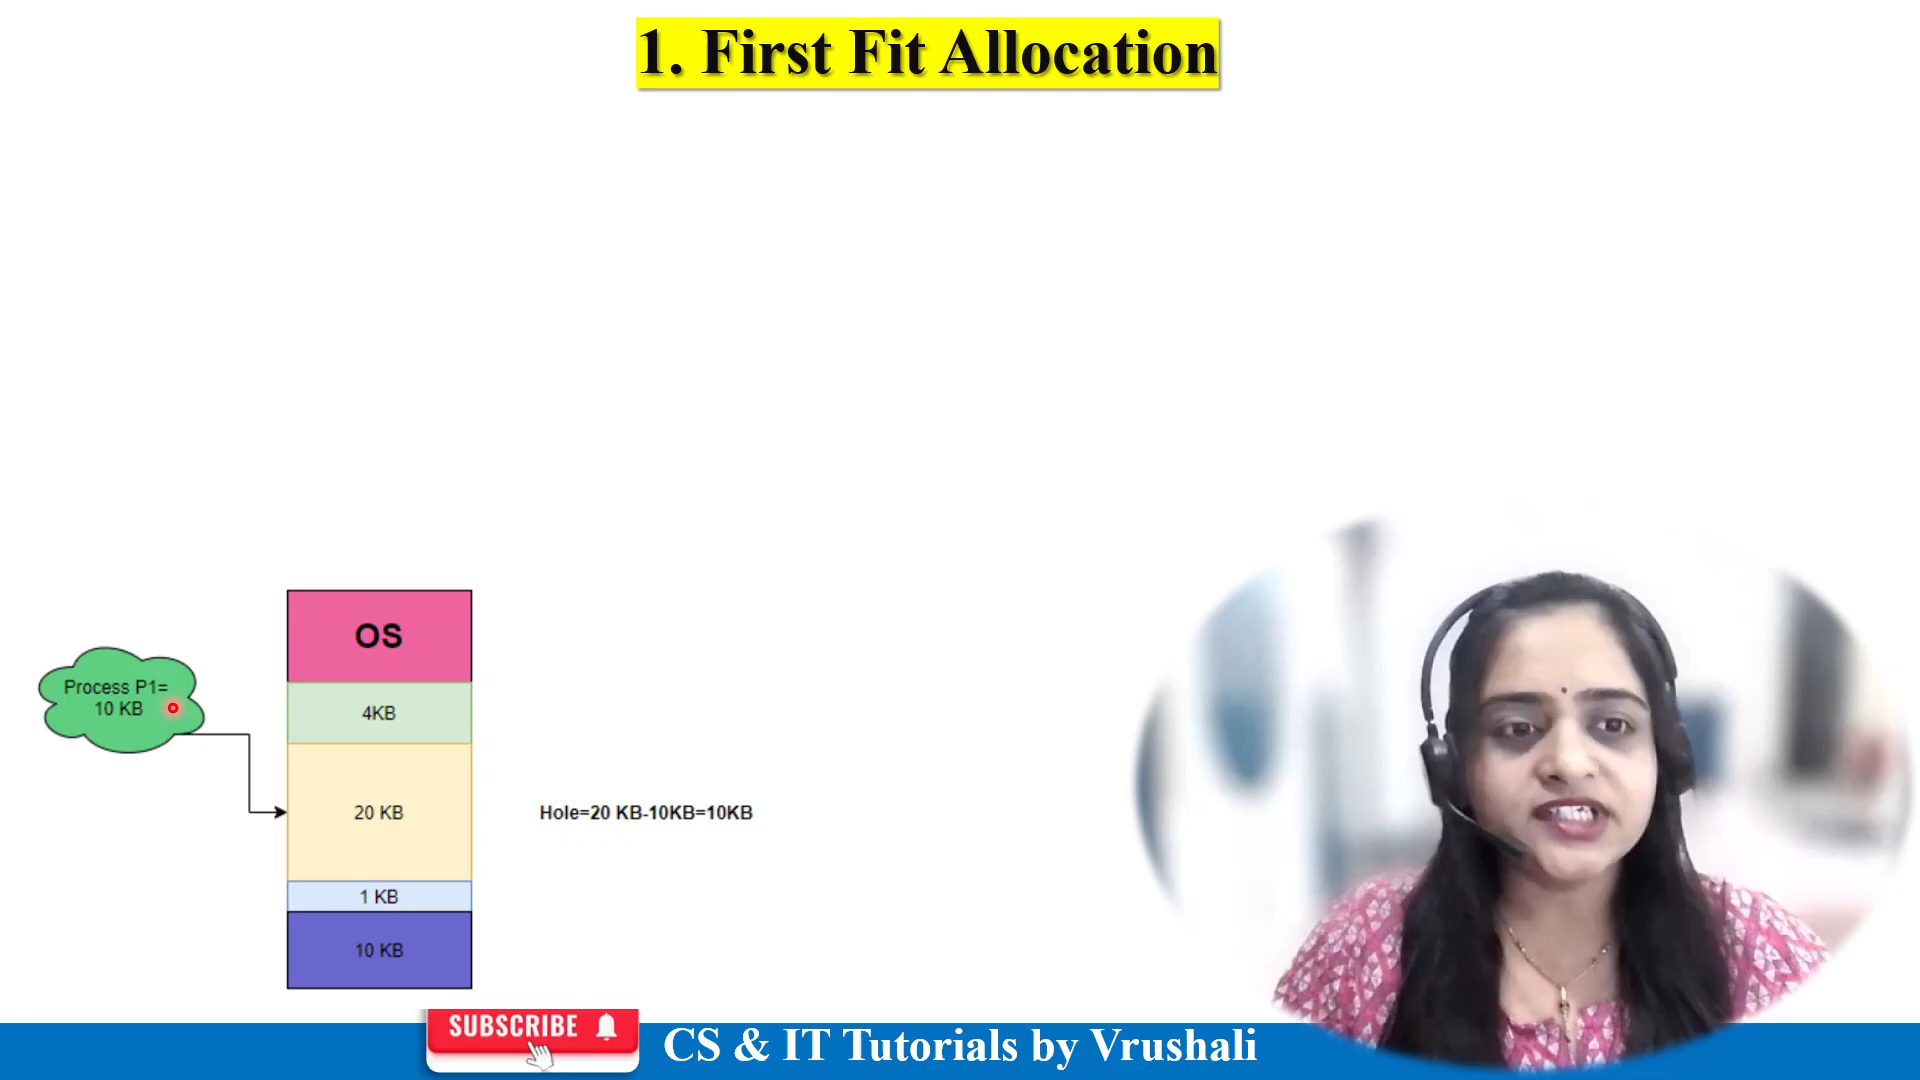 1. First Fit Allocation
OS
Process P1=
10 KB
4KB
20 KB
Hole=20 KB-10KB=10KB
1 KB
10 KB
SUBSCRIBE
CS & IT Tutorials by Vrushali